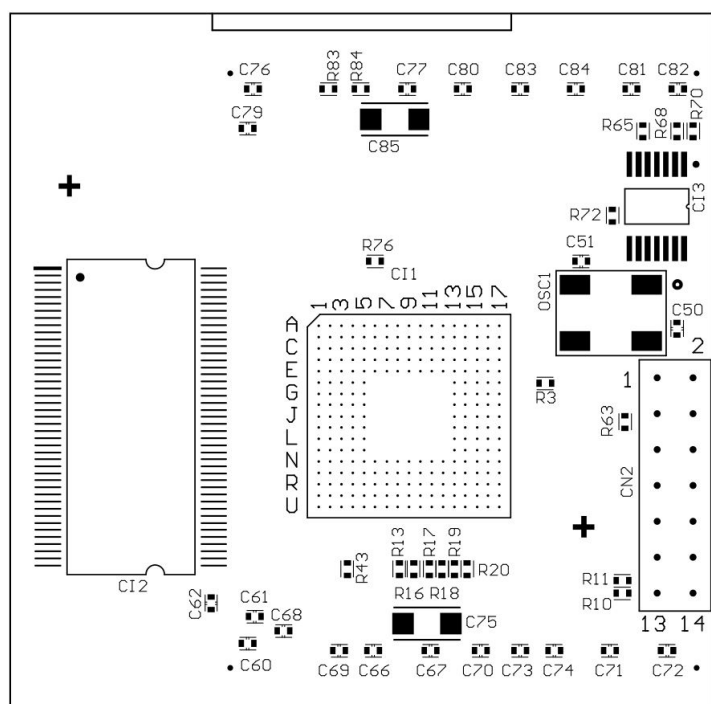 C76
R83
R84
C77
C80
C83
C84
C81
C82
R70
C79
R65
R68
C85
CI3
R72
R76
C51
CI1
OSC1
1 3 5 7 9 11 13 15 17
C50
A
C
E
G
J
L
N
R
U
2
1
R3
R63
CN2
R13
R17
R19
R43
R20
CI2
R11
R10
C62
C61
C68
R16
R18
C75
13 14
C60
C69
C66
C67
C70
C73
C74
C71
C72